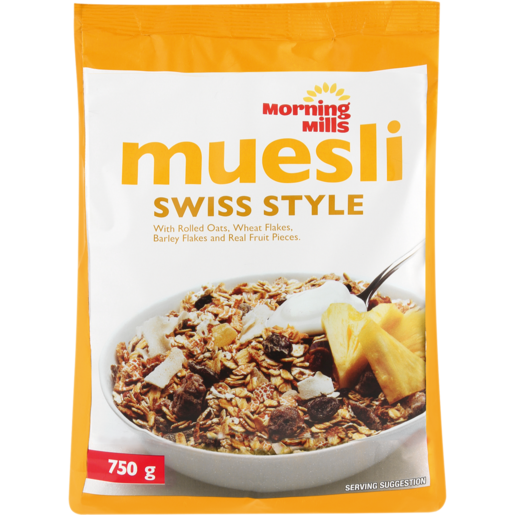 Morning
Mills
muesli
SWISS STYLE
With Rolled Oats, Wheat Flakes,
Barley Flakes and Real Fruit Pieces.
750 g
SERVING SUGGESTION